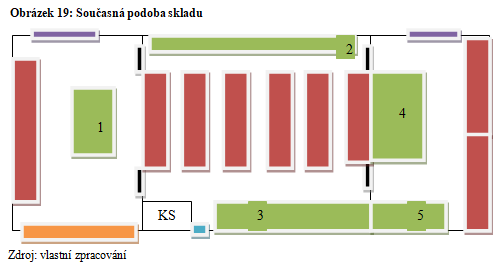 Obrázek 19: Současná podoba skladu
2
1
4
KS
3
5
Zdroj: vlastní zpracování